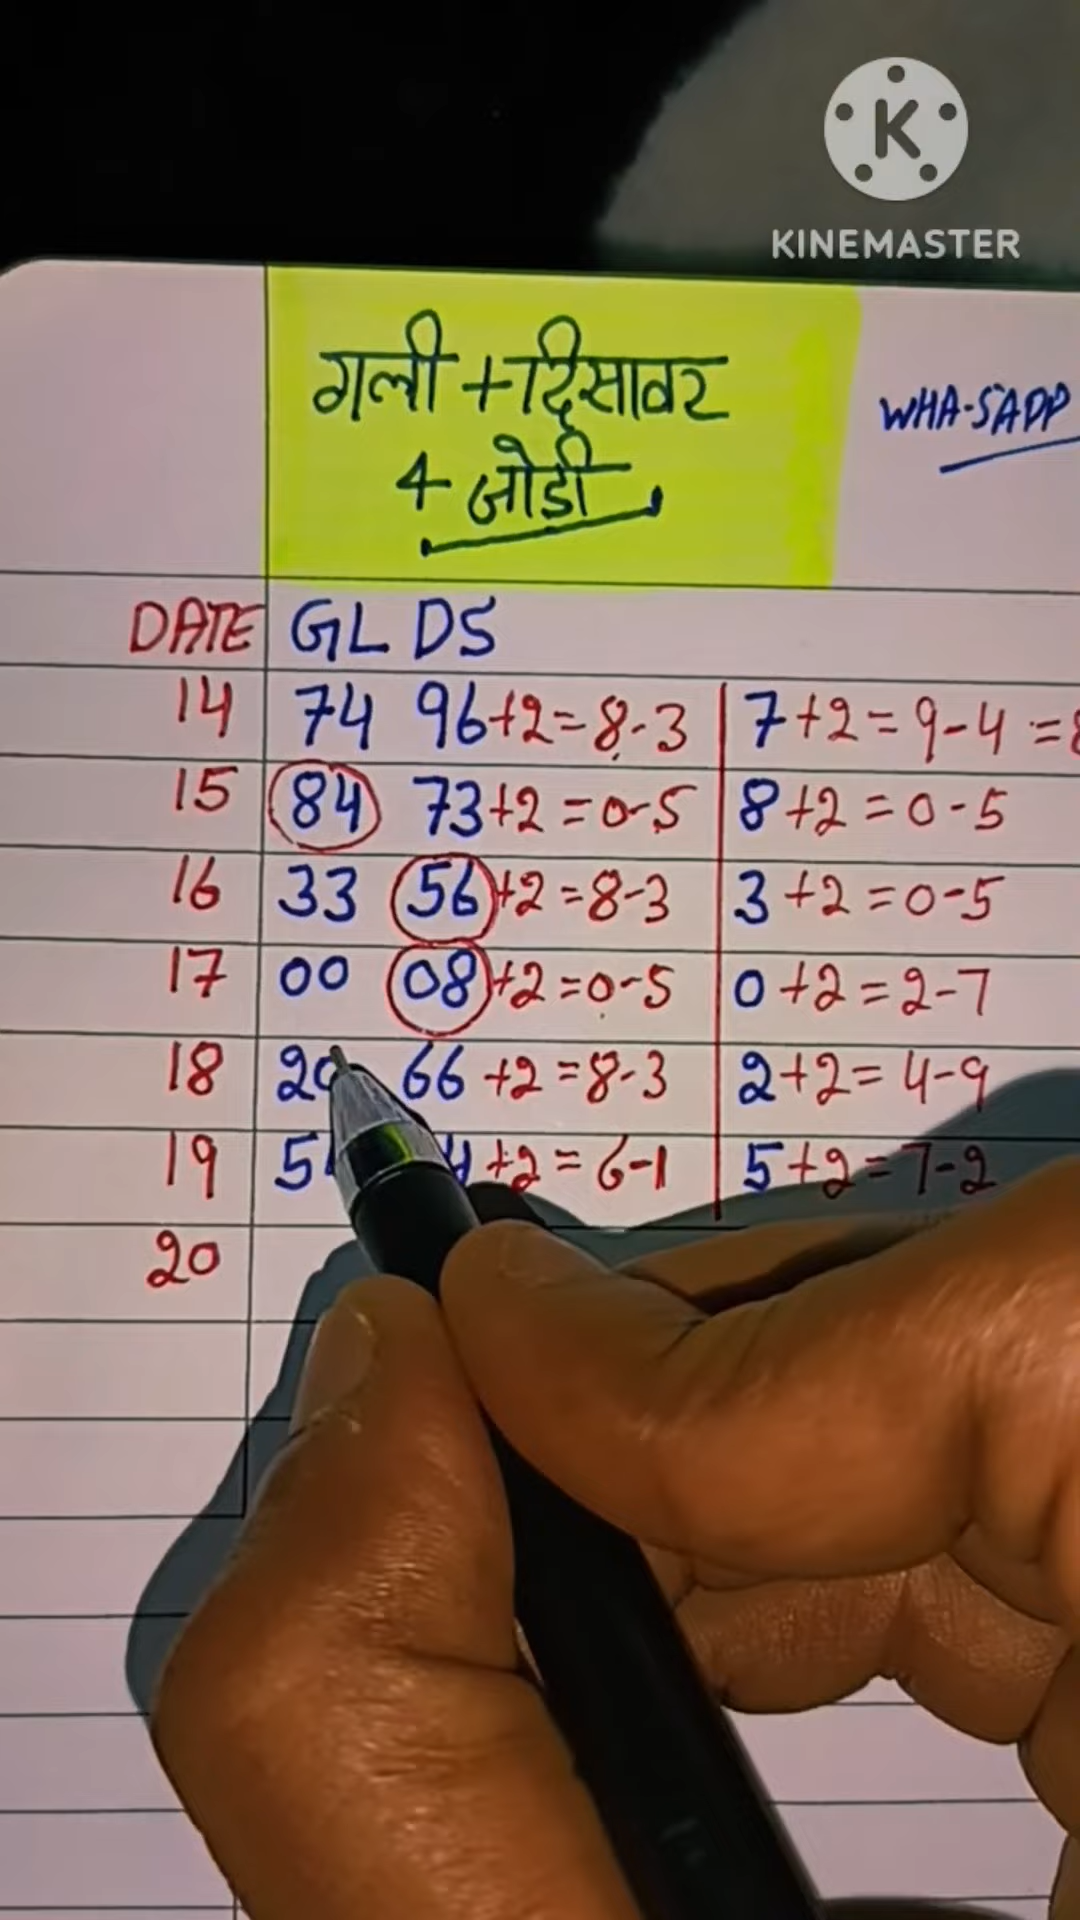 KINEMASTER
गली + दिसावर
4 जोडी
WHA-SAPP
DATE GL DS
14 74 96+2=8-3 7+2=9-4 =8
15 84 73+2=0-5 8+2=0-5
16 33 56+2=8-3 3+2=0-5
17 00 08+2=0-5 0+2=2-7
18 20 66+2=8-3 2+2=4-9
19 +2=6-1 5+2=7-2
20